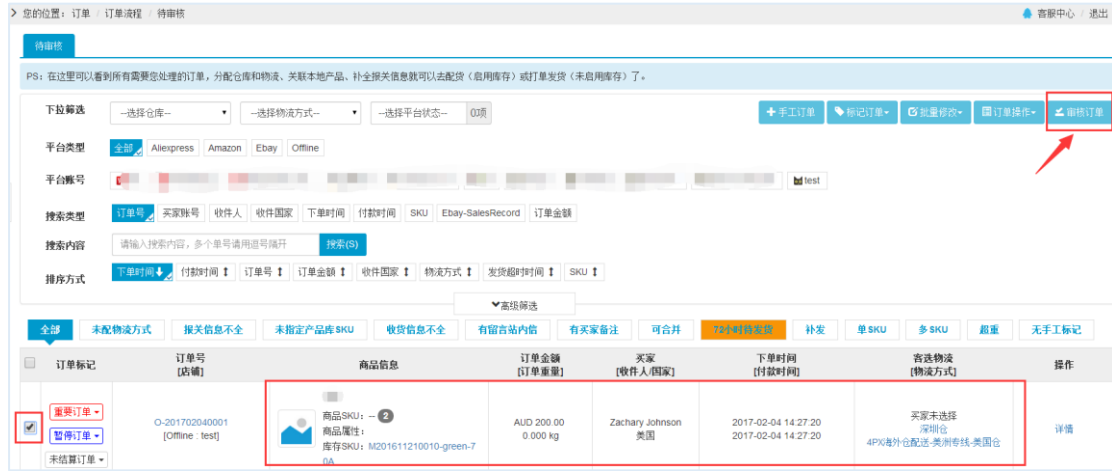 您的位置：订单 / 订单流程 / 待审核
客服中心 / 退出
待审核
PS：在这里可以看到所有需要您处理的订单，分配仓库和物流、关联本地产品、补全报关信息就可以去配货（启用库存）或打单发货（未启用库存）了。
下拉筛选 --选择仓库-- --选择物流方式-- --选择平台状态-- 0项 手工订单 标记订单 批量修改 订单操作 审核订单
平台类型 全部 Aliexpress Amazon Ebay Offline
平台账号 test
搜索类型 订单号 买家账号 收件人 收件国家 下单时间 付款时间 SKU Ebay-SalesRecord 订单金额
搜索内容 请输入搜索内容，多个单号请用逗号隔开 搜索(S)
排序方式 下单时间 付款时间 订单号 订单金额 收件国家 物流方式 发货超时时间 SKU
高级筛选
全部 未配物流方式 报关信息不全 未指定产品库SKU 收货信息不全 有留言站内信 有买家备注 可合并 72小时待发货 补发 单SKU 多SKU 超重 无手工标记
订单标记 订单号 商品信息 订单金额 买家 下单时间 客选物流 操作
[店铺] [订单重量] [收件人/国家] [付款时间] [物流方式]
重要订单
暂停订单
未结算订单
O-201702040001
[Offline : test]
商品SKU：-- 2
商品属性：
库存SKU：M201611210010-green-7
0A
AUD 200.00
0.000 kg
Zachary Johnson
美国
2017-02-04 14:27:20
2017-02-04 14:27:20
买家未选择
深圳仓
4PX海外仓配送-美洲专线-美国仓
详情